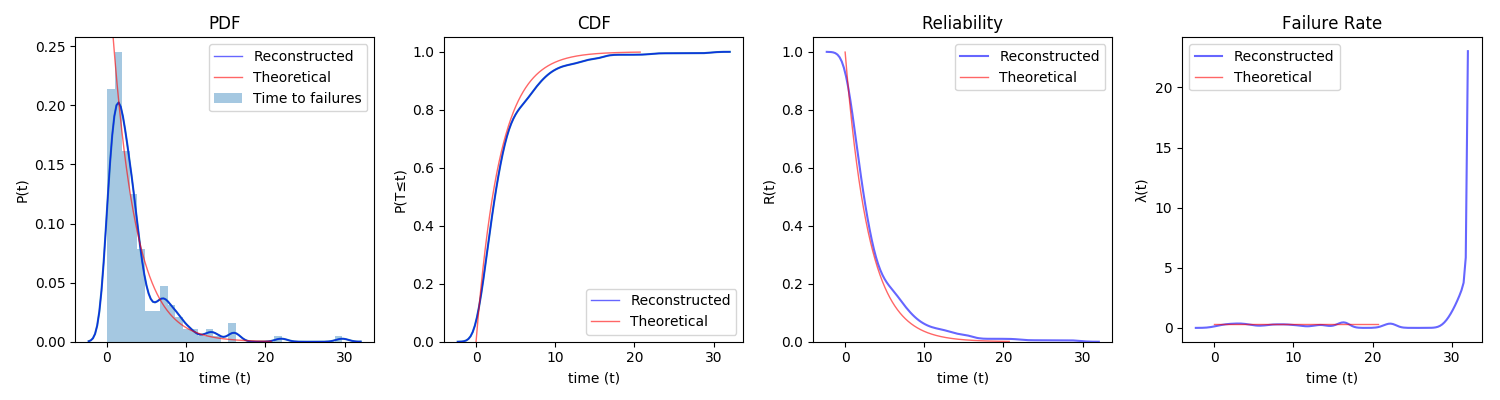 PDF
P(t)
0.25
0.20
0.15
0.10
0.05
0.00
Reconstructed
Theoretical
Time to failures
0 10 20 30
time (t)
CDF
P(T≤t)
1.0
0.8
0.6
0.4
0.2
0.0
Reconstructed
Theoretical
0 10 20 30
time (t)
Reliability
R(t)
1.0
0.8
0.6
0.4
0.2
0.0
Reconstructed
Theoretical
0 10 20 30
time (t)
Failure Rate
λ(t)
20
15
10
5
0
Reconstructed
Theoretical
0 10 20 30
time (t)